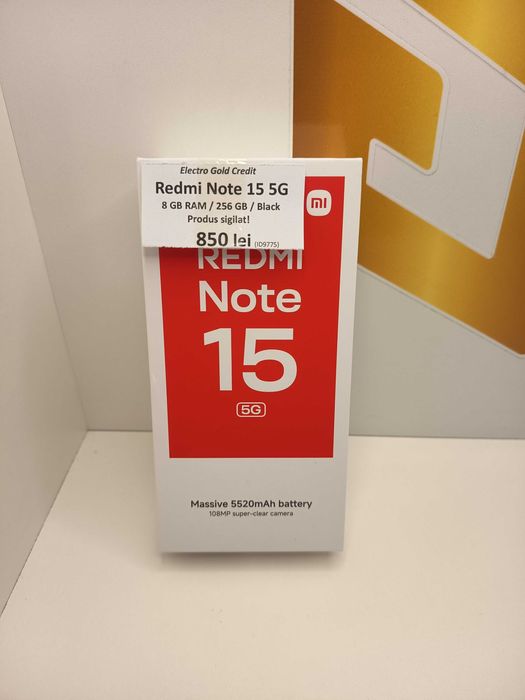 Electro Gold Credit
Redmi Note 15 5G
8 GB RAM / 256 GB / Black
Produs sigilat!
850 lei (ID9775)
mi
REDMI
Note
15
5G
Massive 5520mAh battery
108MP super-clear camera